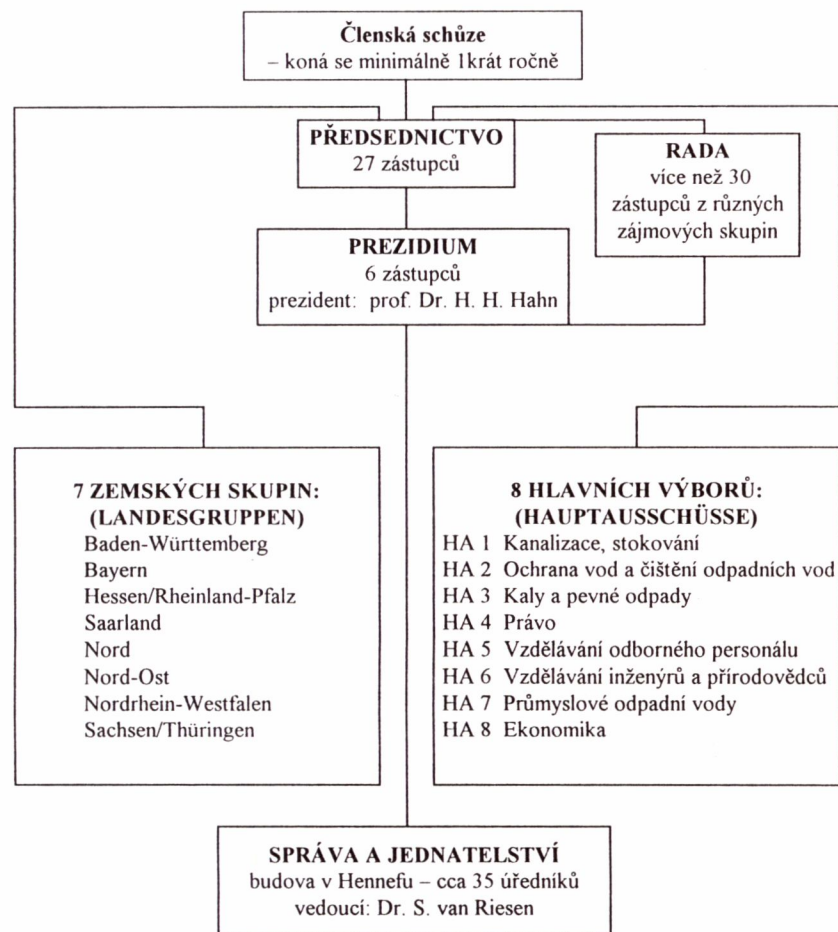 Členská schůze
– koná se minimálně 1krát ročně
PŘEDSEDNICTVO
27 zástupců
RADA
více než 30
zástupců z různých
zájmových skupin
PREZIDIUM
6 zástupců
prezident: prof. Dr. H. H. Hahn
7 ZEMSKÝCH SKUPIN:
(LANDESGRUPPEN)
Baden-Württemberg
Bayern
Hessen/Rheinland-Pfalz
Saarland
Nord
Nord-Ost
Nordrhein-Westfalen
Sachsen/Thüringen
8 HLAVNÍCH VÝBORŮ:
(HAUPTAUSSCHÜSSE)
HA 1 Kanalizace, stokování
HA 2 Ochrana vod a čištění odpadních vod
HA 3 Kaly a pevné odpady
HA 4 Právo
HA 5 Vzdělávání odborného personálu
HA 6 Vzdělávání inženýrů a přírodovědců
HA 7 Průmyslové odpadní vody
HA 8 Ekonomika
SPRÁVA A JEDNATELSTVÍ
budova v Hennefu – cca 35 úředníků
vedoucí: Dr. S. van Riesen